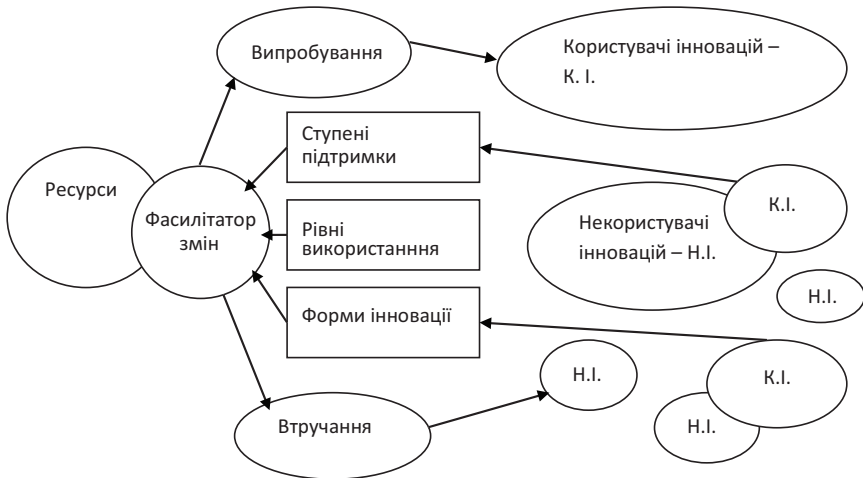 Випробування
Користувачі інновацій –
К. І.
Ступені
підтримки
Ресурси
Фасилітатор
змін
Рівні
використанння
Некористувачі
інновацій – Н.І.
К.І.
Н.І.
Форми інновації
Н.І.
К.І.
Н.І.
Втручання